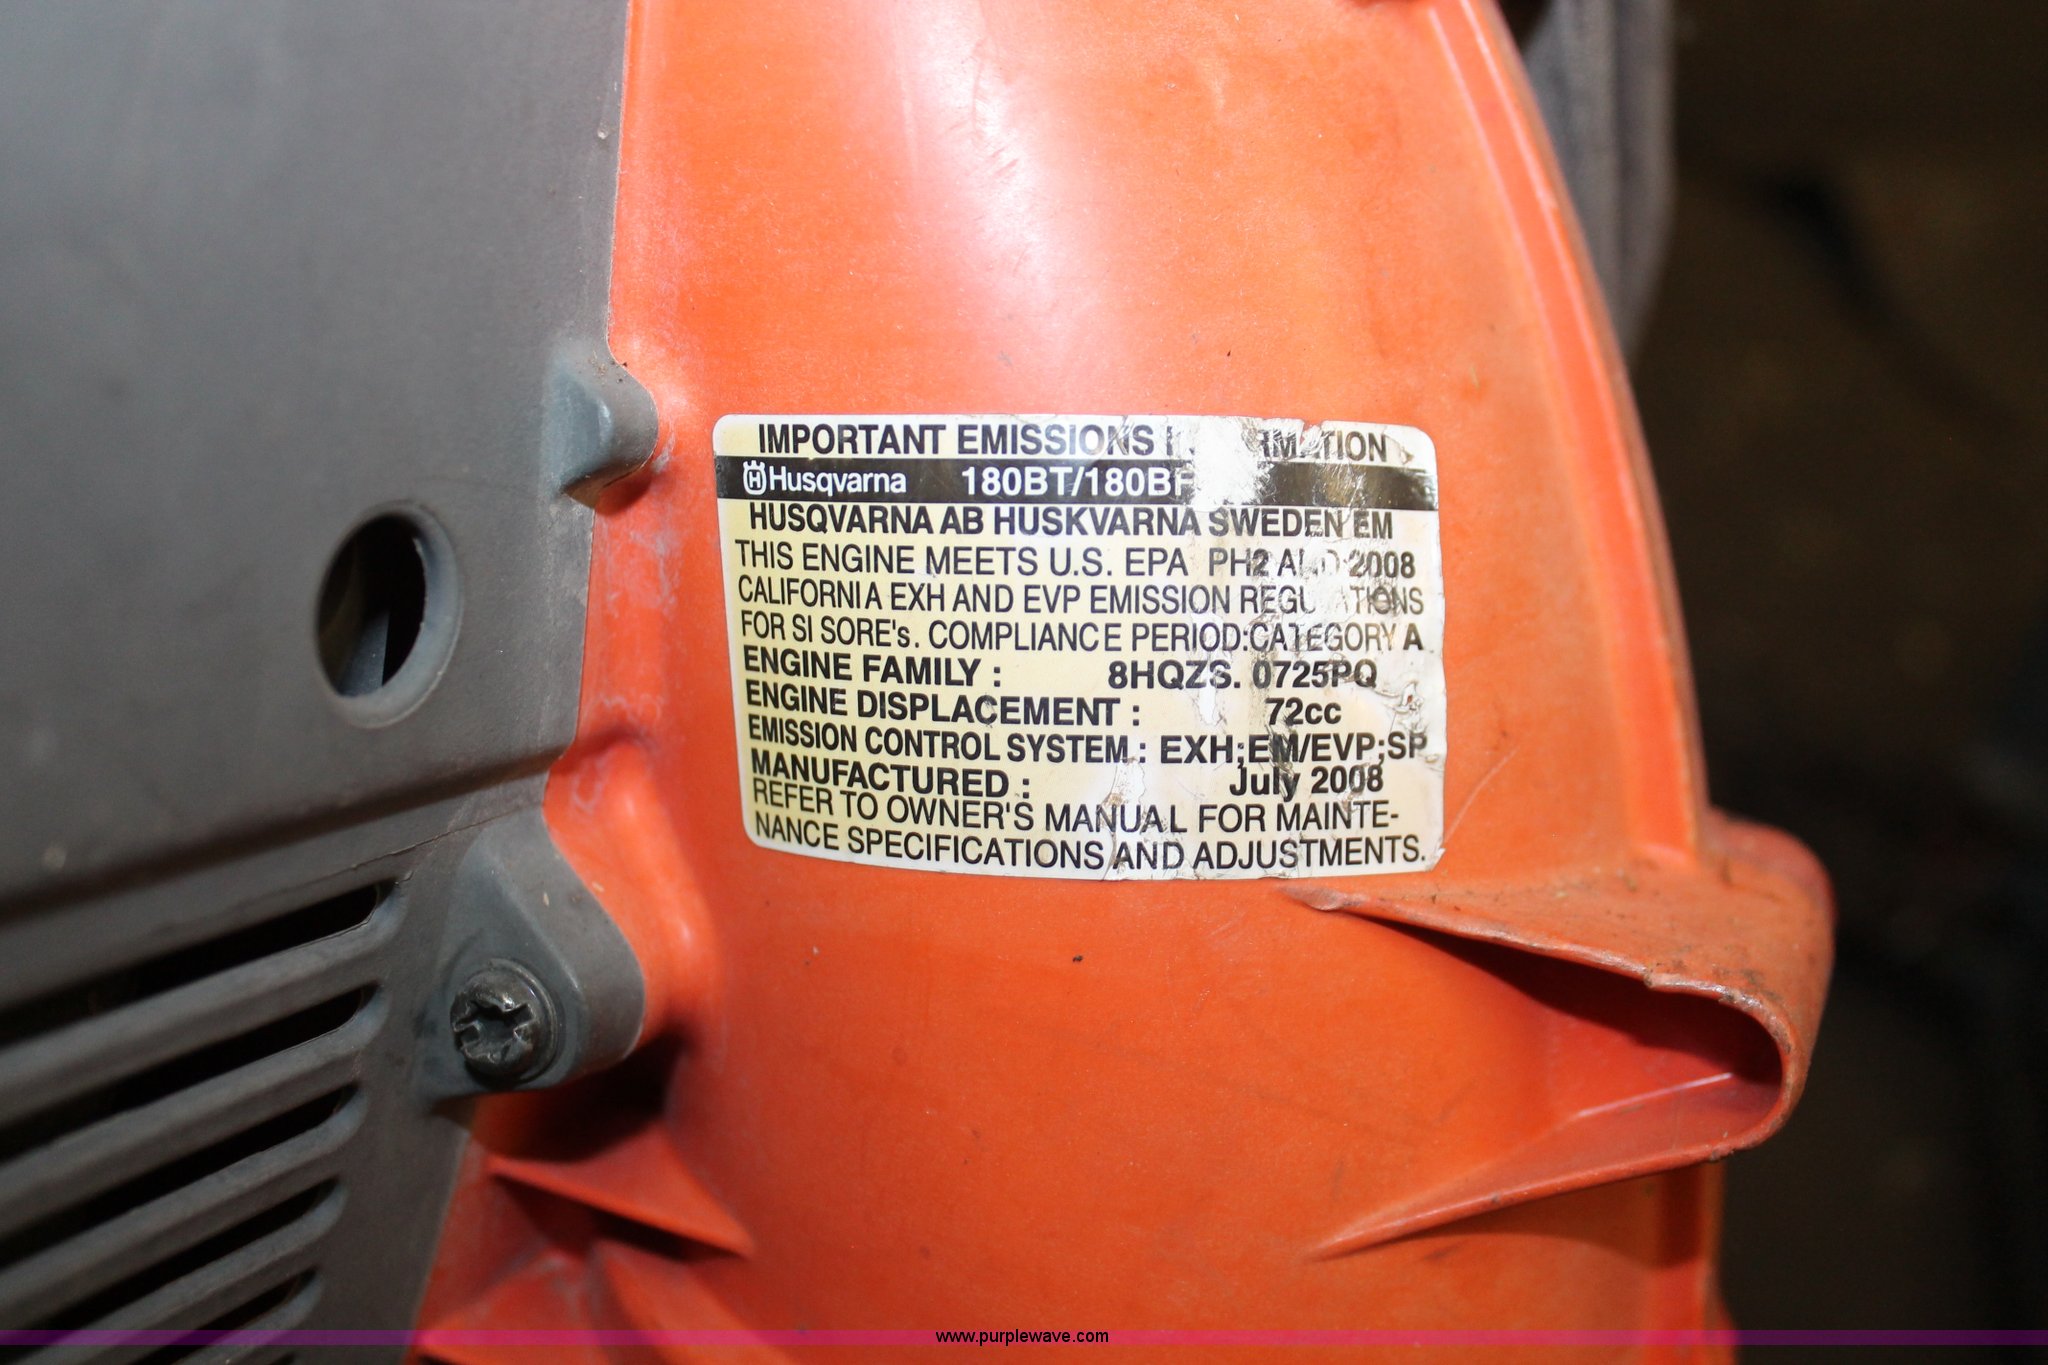 IMPORTANT EMISSIONS
Husqvarna 180BT/180BF
HUSQVARNA AB HUSKVARNA SWEDEN EM
THIS ENGINE MEETS U.S. EPA PH2 2008
CALIFORNIA EXH AND EVP EMISSION
FOR SI SORE's. COMPLIANCE PERIOD:CATEGORY A
ENGINE FAMILY : 8HQZS. 0725PQ
ENGINE DISPLACEMENT : 72cc
EMISSION CONTROL SYSTEM : EXH;EM/EVP;SP
MANUFACTURED : July 2008
REFER TO OWNER'S MANUAL FOR MAINTE-
NANCE SPECIFICATIONS AND ADJUSTMENTS.
www.purplewave.com